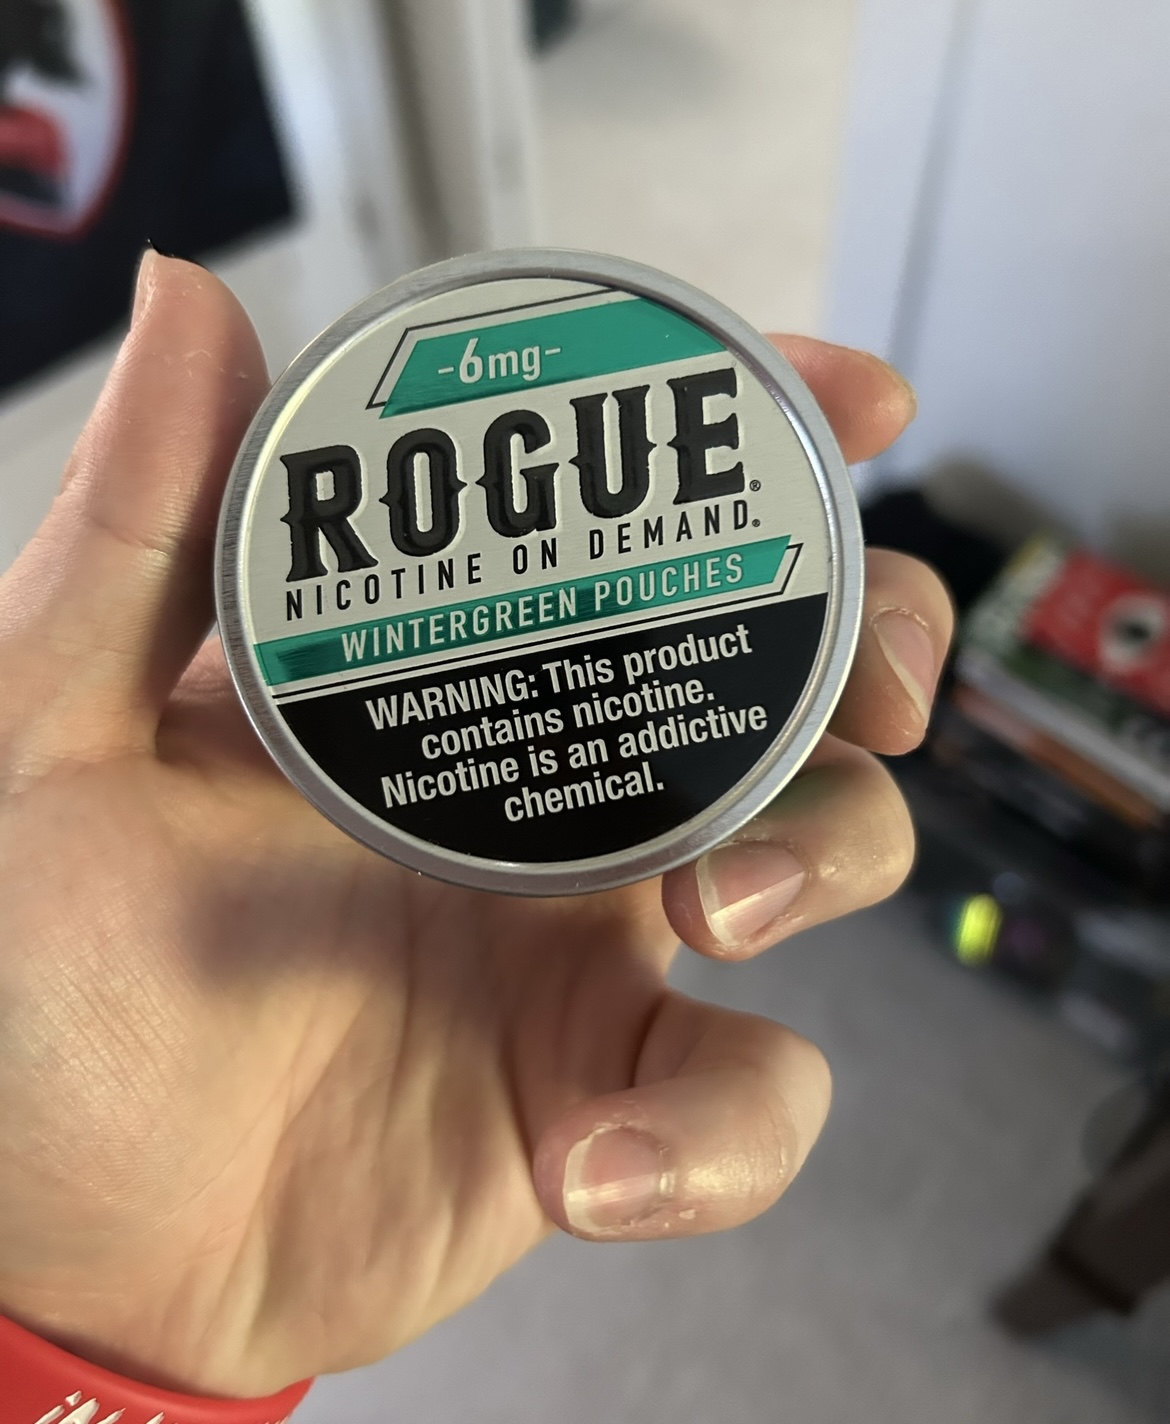 -6mg-
ROGUE®
NICOTINE ON DEMAND®
WINTERGREEN POUCHES
WARNING: This product
contains nicotine.
Nicotine is an addictive
chemical.